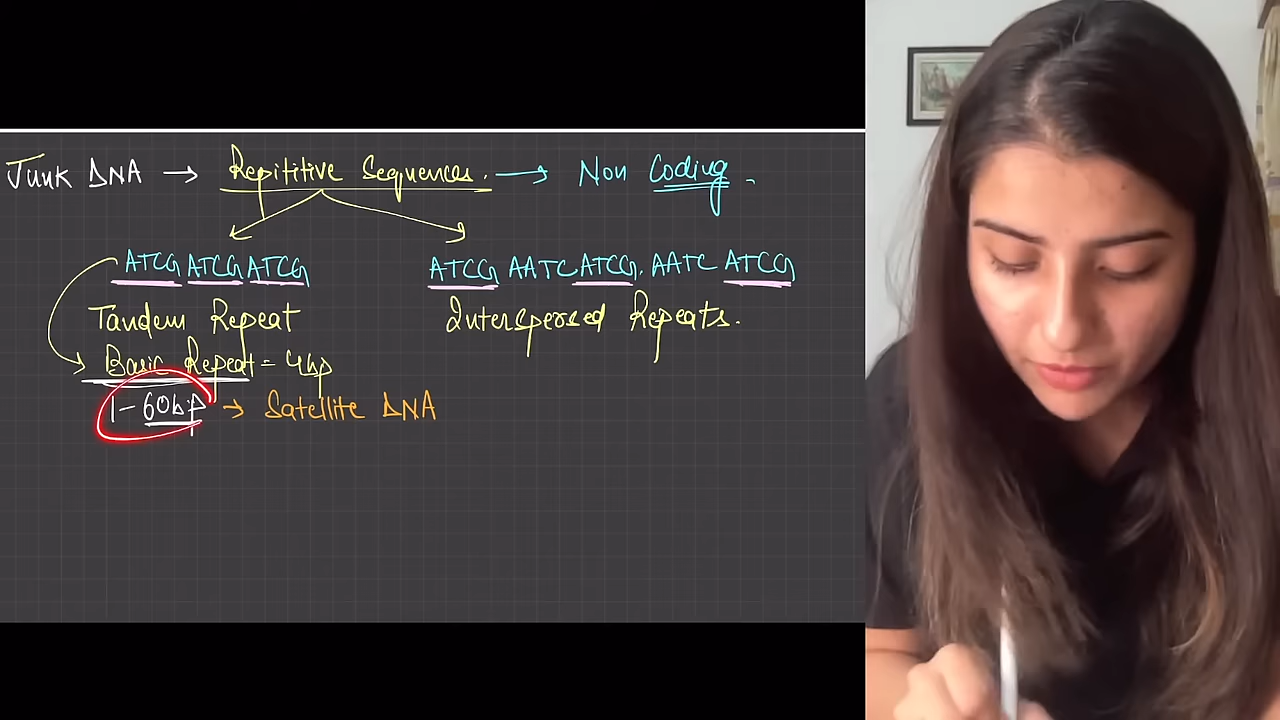 Junk DNA → Repititive Sequences. → Non Coding.
ATCG ATCG ATCG
ATCG AATC ATCG, AATC ATCG
Tandem Repeat
Interspersed Repeats.
Basic Repeat = 4bp
1-60bp → Satellite DNA